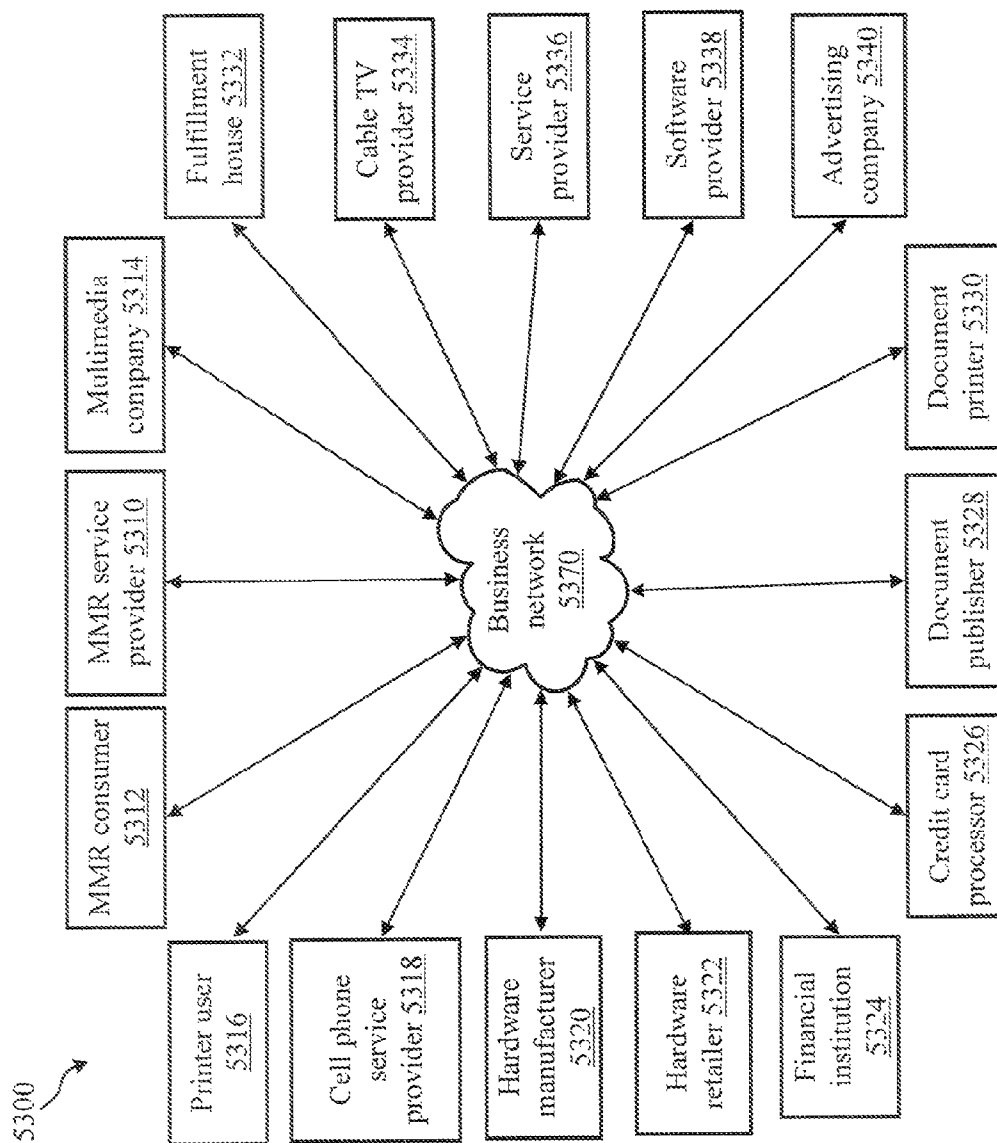 5300
MMR consumer
5312
MMR service
provider 5310
Multimedia
company 5314
Printer user
5316
Fulfillment
house 5332
Cell phone
service
provider 5318
Cable TV
provider 5334
Hardware
manufacturer
5320
Business
network
5370
Service
provider 5336
Hardware
retailer 5322
Software
provider 5338
Financial
institution
5324
Advertising
company 5340
Credit card
processor 5326
Document
publisher 5328
Document
printer 5330